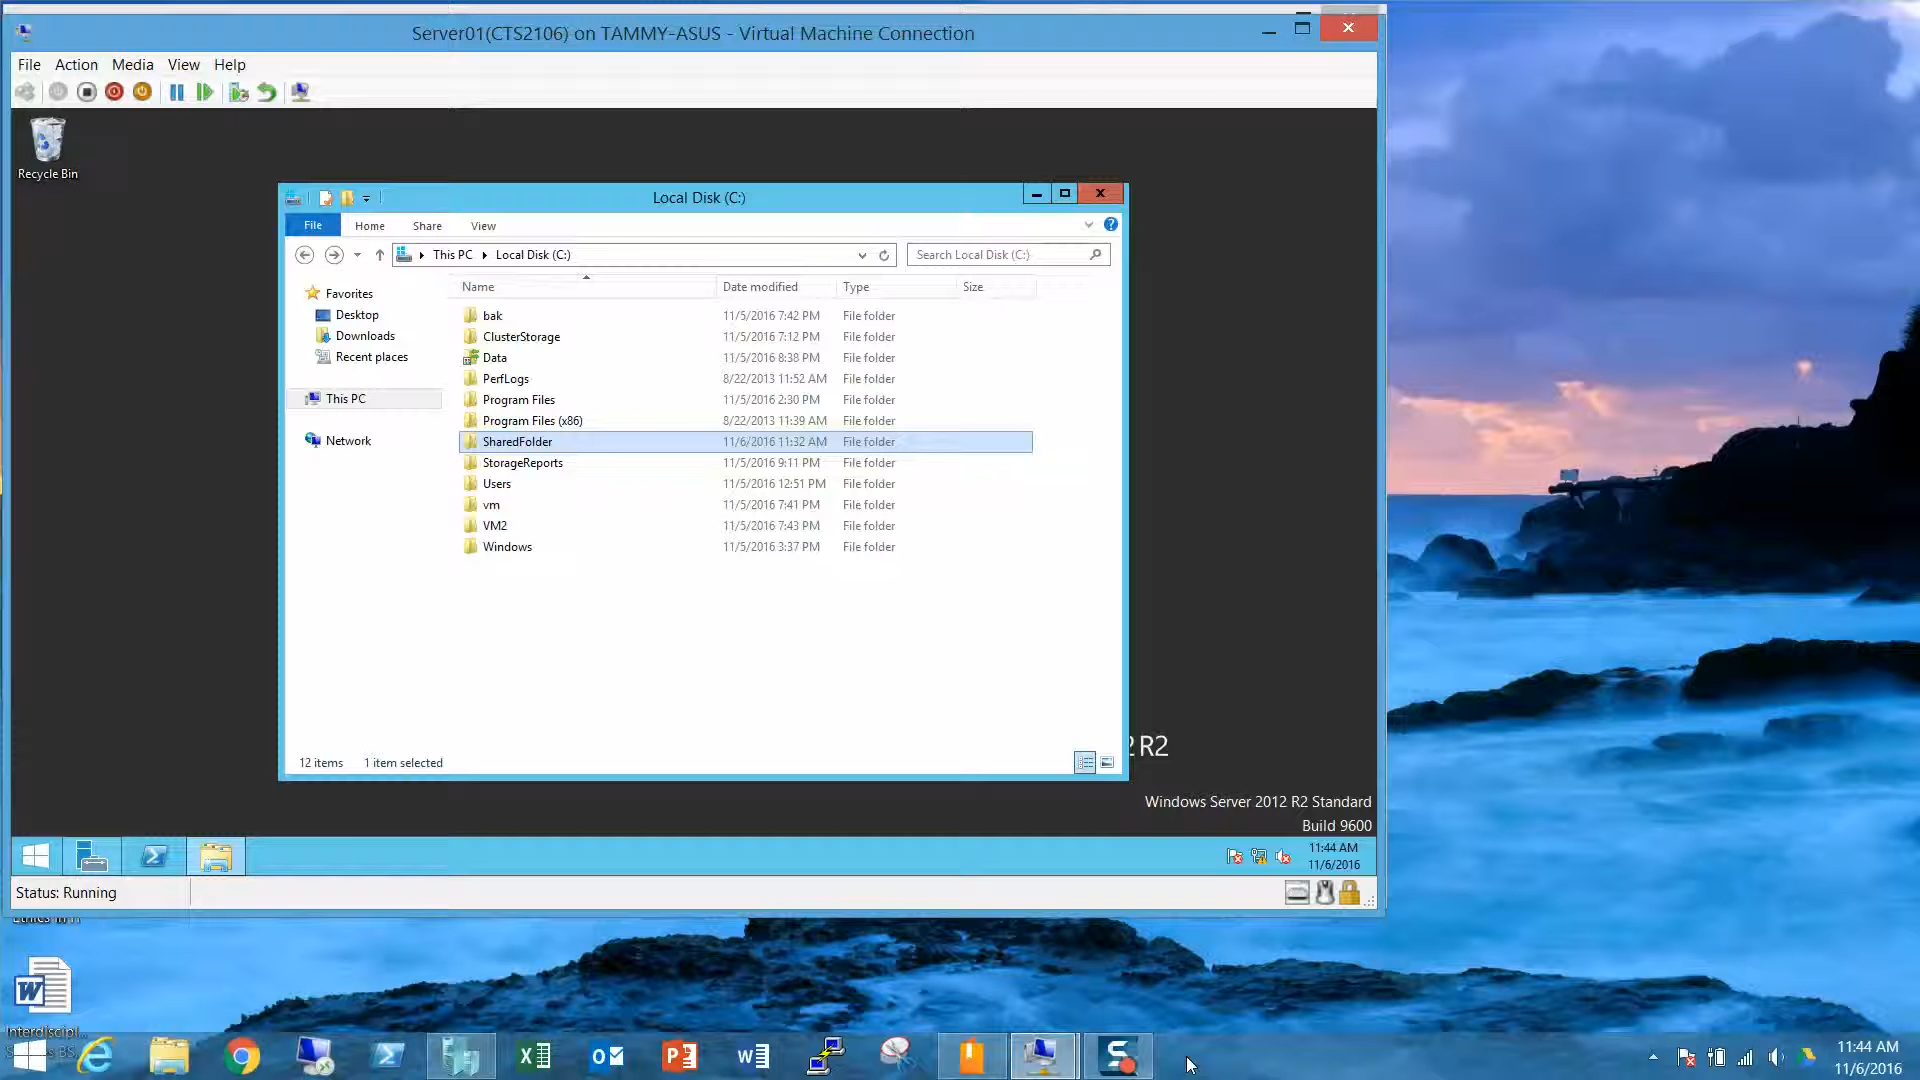 Server01(CTS2106) on TAMMY-ASUS - Virtual Machine Connection
File Action Media View Help
Recycle Bin
Local Disk (C:)
File Home Share View
This PC Local Disk (C:)
Search Local Disk (C:)
Name Date modified Type Size
Favorites
Desktop
Downloads
Recent places
This PC
Network
bak 11/5/2016 7:42 PM File folder
ClusterStorage 11/5/2016 7:12 PM File folder
Data 11/5/2016 8:38 PM File folder
PerfLogs 8/22/2013 11:52 AM File folder
Program Files 11/5/2016 2:30 PM File folder
Program Files (x86) 8/22/2013 11:39 AM File folder
SharedFolder 11/6/2016 11:32 AM File folder
StorageReports 11/5/2016 9:11 PM File folder
Users 11/5/2016 12:51 PM File folder
vm 11/5/2016 7:41 PM File folder
VM2 11/5/2016 7:43 PM File folder
Windows 11/5/2016 3:37 PM File folder
12 items 1 item selected
2 R2
Windows Server 2012 R2 Standard
Build 9600
11:44 AM
11/6/2016
Status: Running
Interdiscipl...
11:44 AM
11/6/2016